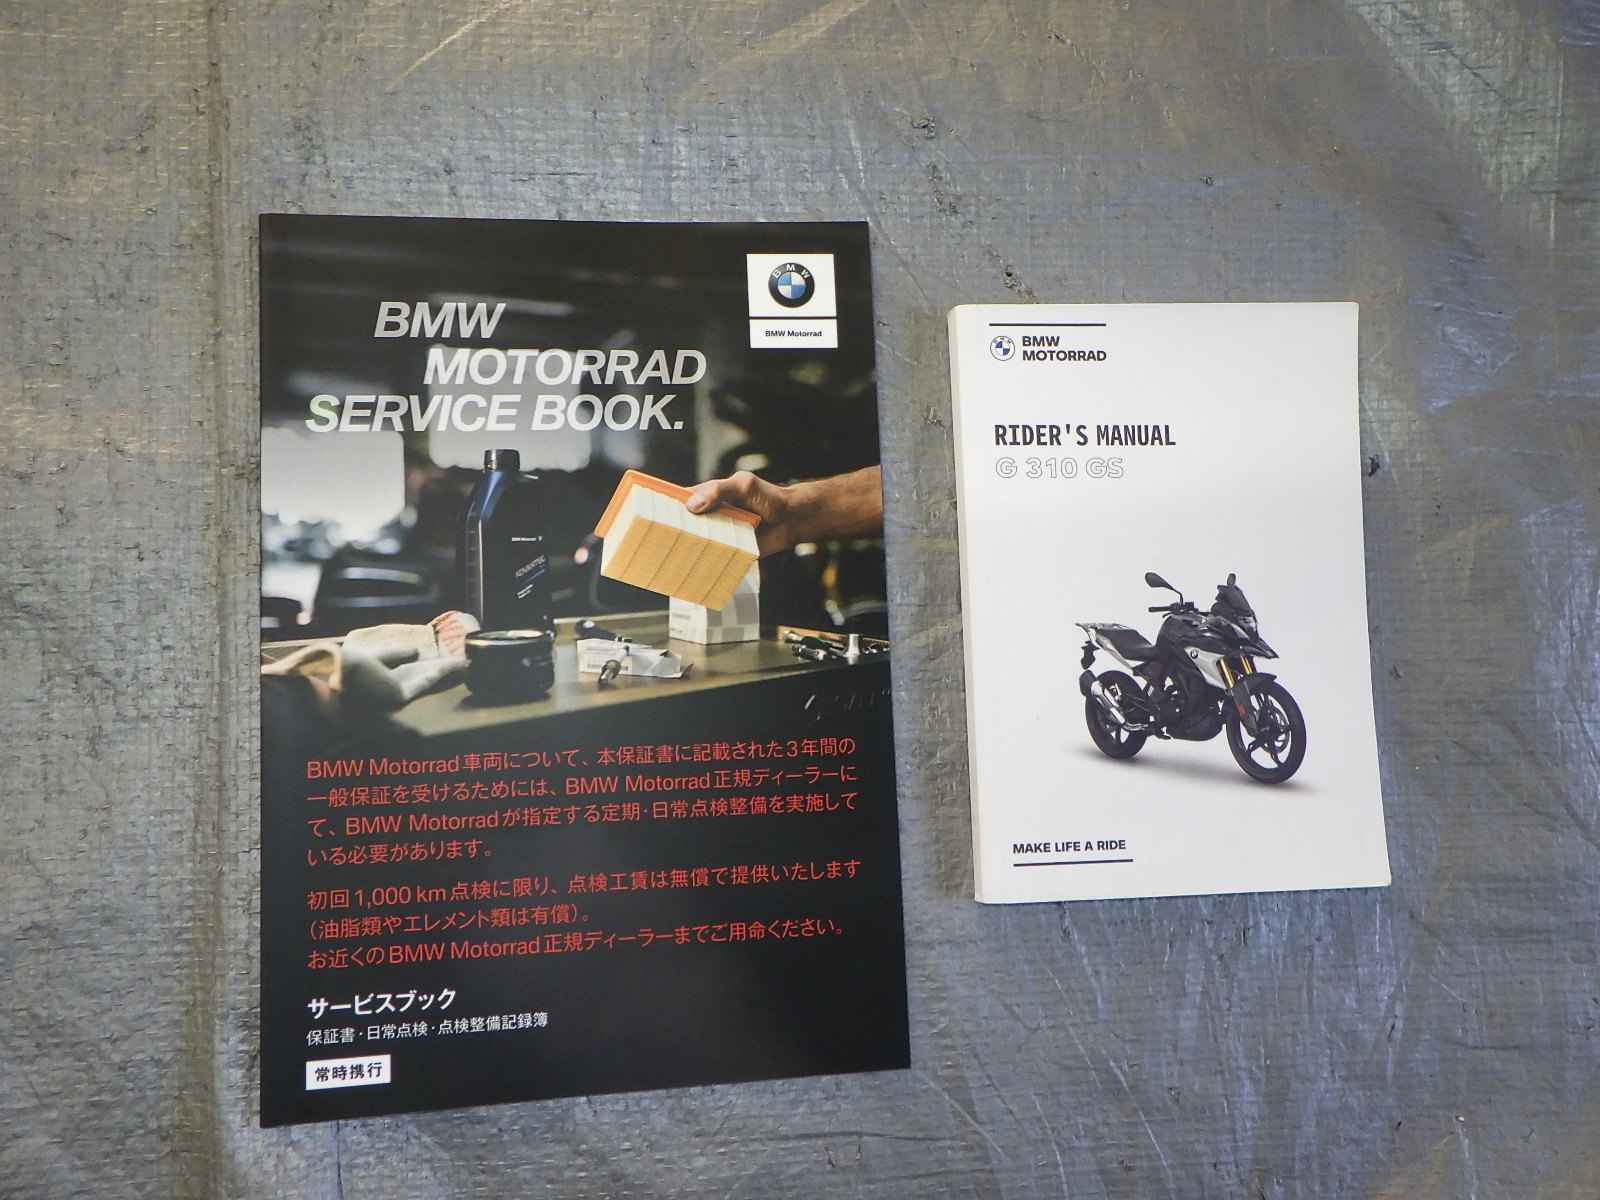 BMW
MOTORRAD
SERVICE BOOK.
BMW
BMW Motorrad
BMW Motorrad車両について、本保証書に記載された3年間の
一般保証を受けるためには、BMW Motorrad正規ディーラーに
て、BMW Motorradが指定する定期・日常点検整備を実施して
いる必要があります。
初回1,000 km点検に限り、点検工賃は無償で提供いたします
（油脂類やエレメント類は有償）。
お近くのBMW Motorrad正規ディーラーまでご用命ください。
サービスブック
保証書・日常点検・点検整備記録簿
常時携行
BMW
MOTORRAD
RIDER'S MANUAL
G 310 GS
MAKE LIFE A RIDE